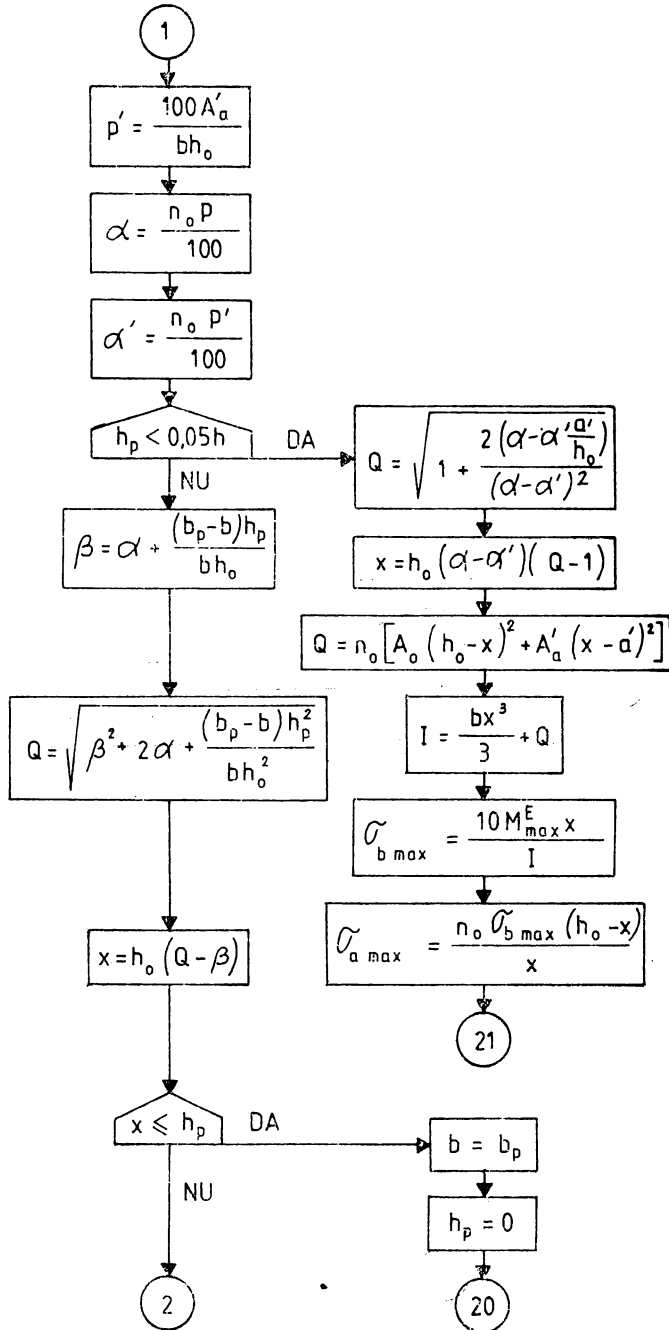 1
p' = 100 A'a / bh₀
α = n₀ p / 100
α' = n₀ p' / 100
hp < 0,05h
DA
NU
Q = √(1 + 2(α-α' a'/h₀) / (α-α')²)
β = α + (bp-b)hp / bh₀
x = h₀ (α-α')( Q-1)
Q = n₀ [A₀ (h₀-x)² + A'a (x - a')²]
Q = √(β² + 2α + (bp-b)hp² / bh₀²)
I = bx³ / 3 + Q
σb max = 10 M^E max x / I
x = h₀ (Q - β)
σa max = n₀ σb max (h₀-x) / x
21
x ⩽ hp
DA
b = bp
NU
hp = 0
2
20